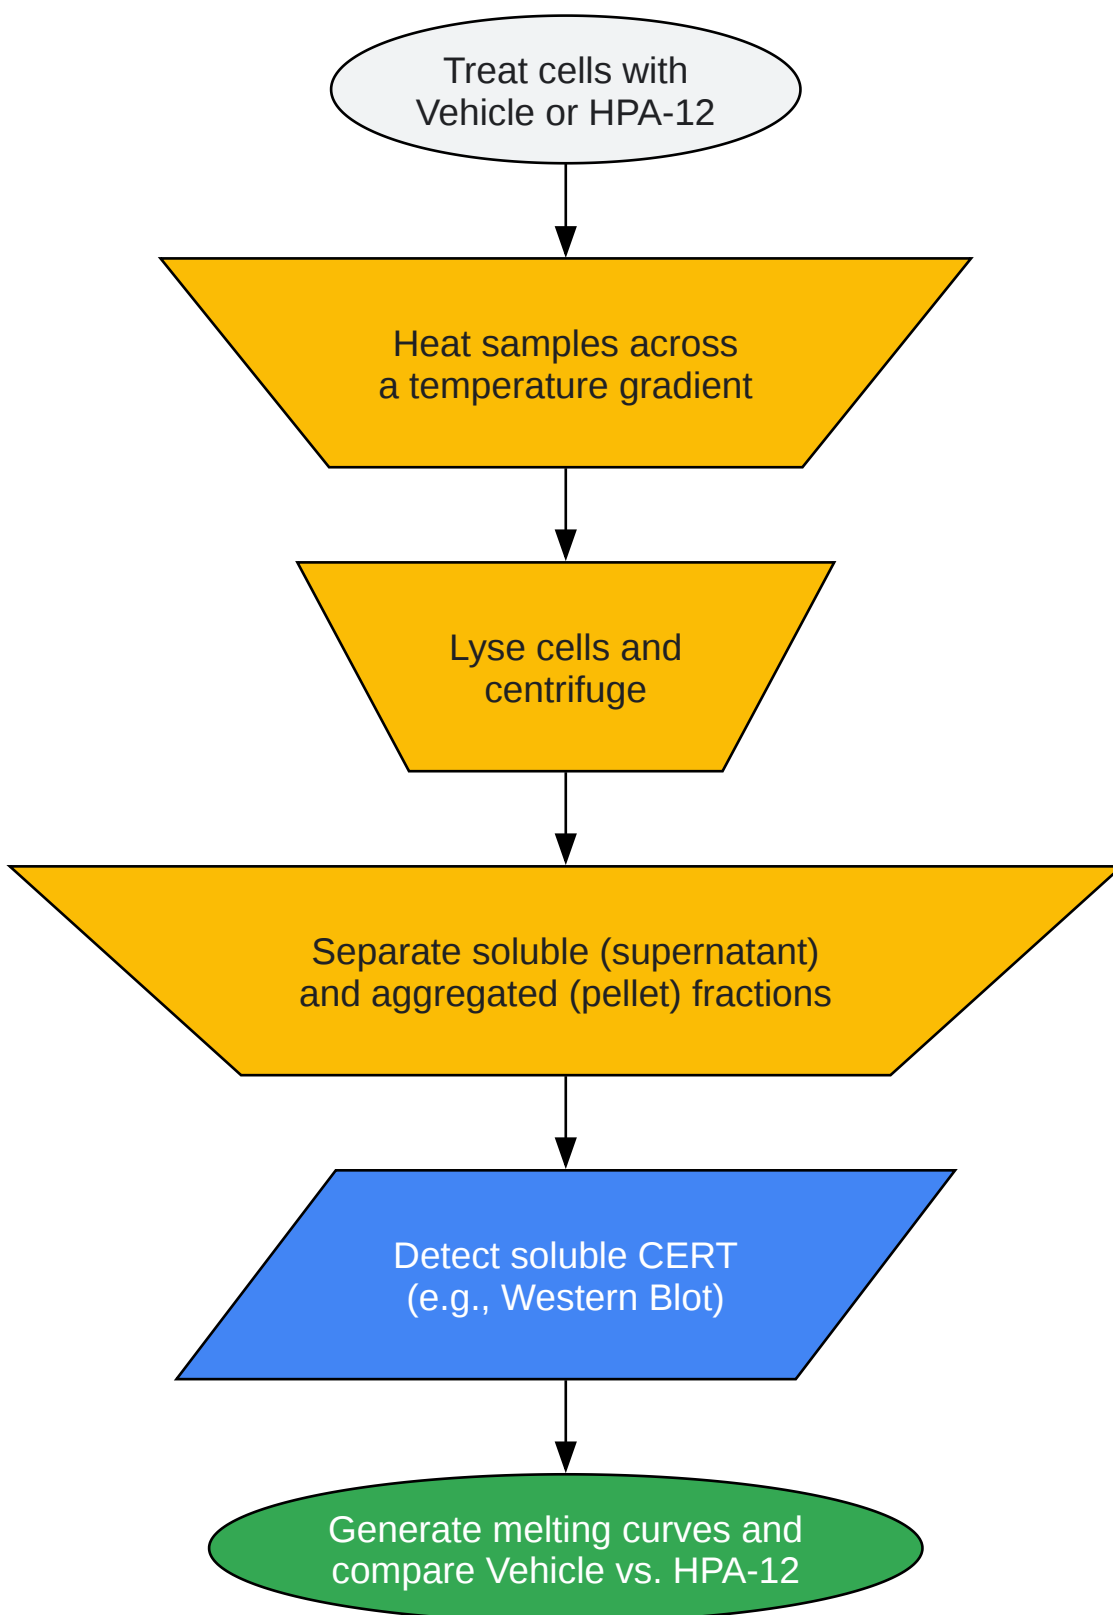 Treat cells with
Vehicle or HPA-12
Heat samples across
a temperature gradient
Lyse cells and
centrifuge
Separate soluble (supernatant)
and aggregated (pellet) fractions
Detect soluble CERT
(e.g., Western Blot)
Generate melting curves and
compare Vehicle vs. HPA-12